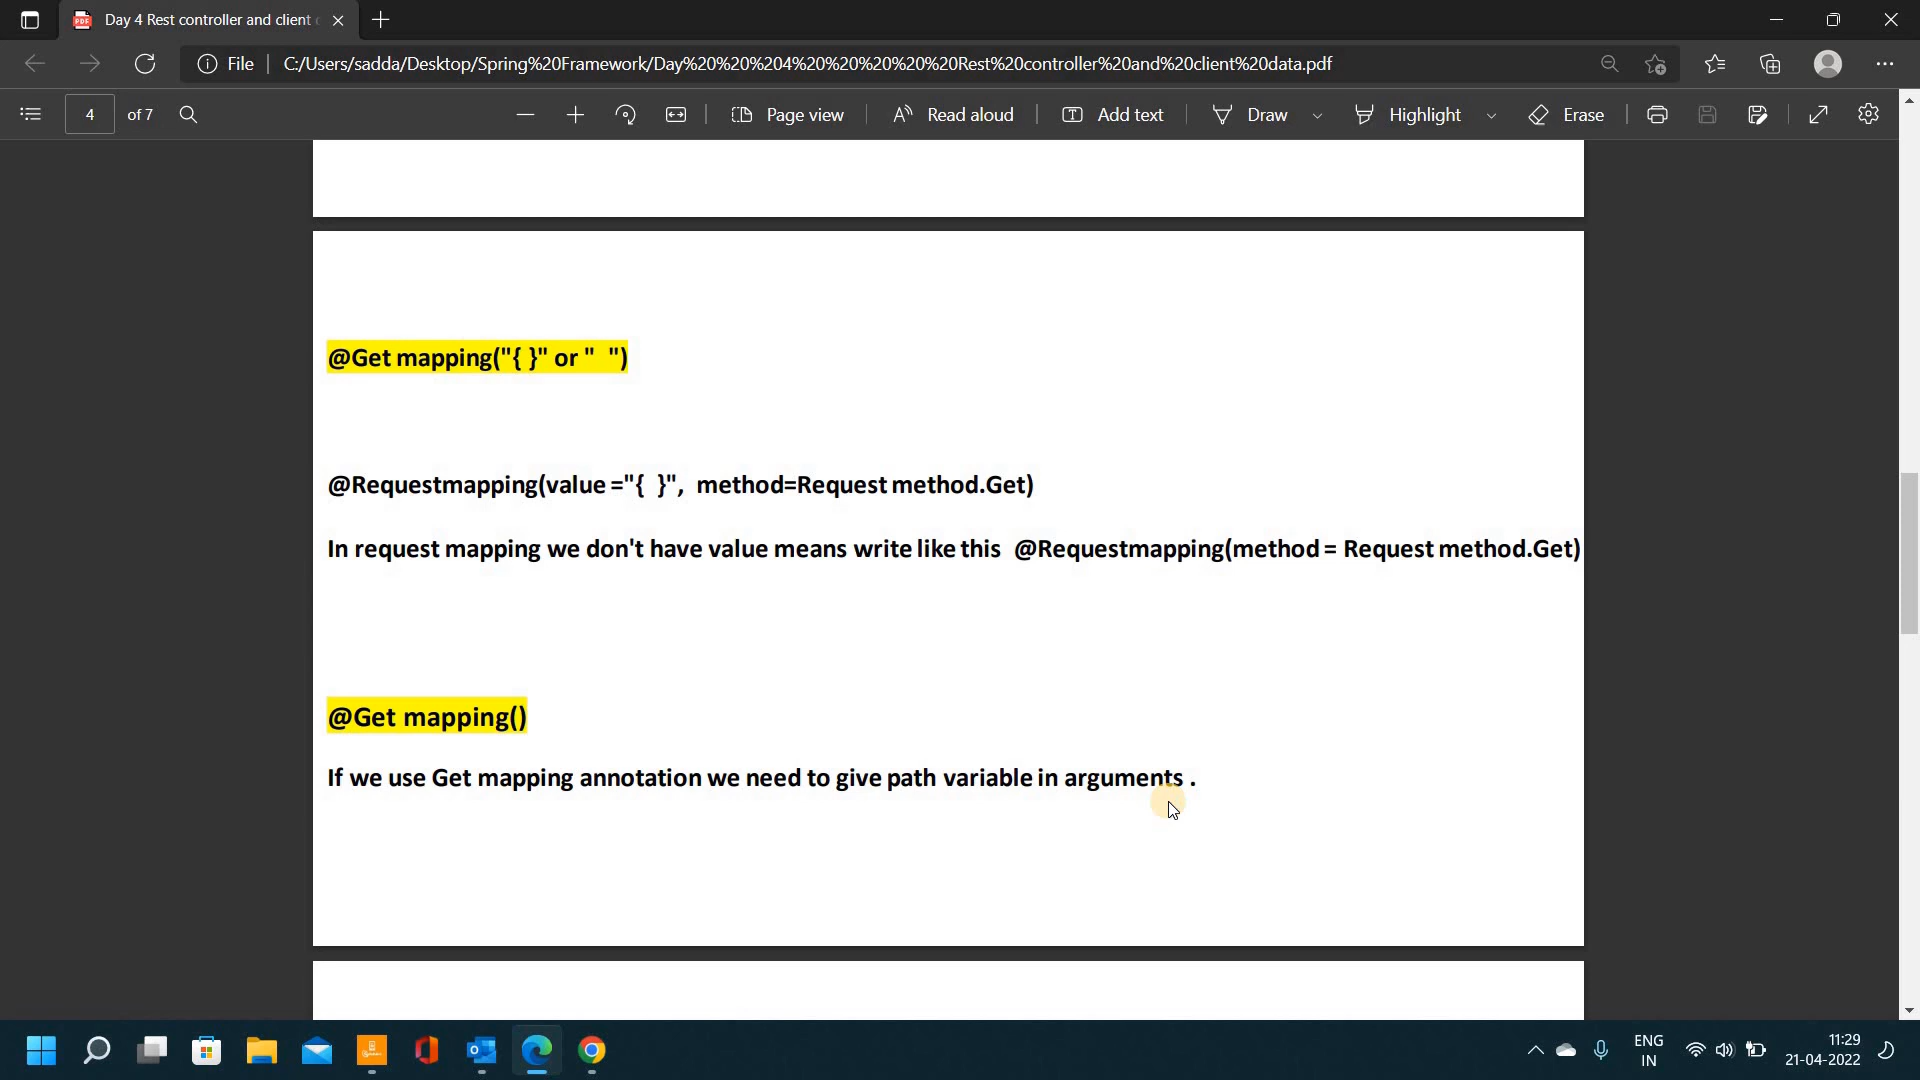 Day 4 Rest controller and client
File
C:/Users/sadda/Desktop/Spring%20Framework/Day%20%20%204%20%20%20%20%20Rest%20controller%20and%20client%20data.pdf
4 of 7
Page view
Read aloud
Add text
Draw
Highlight
Erase
@Get mapping("{ }" or "  ")
@Requestmapping(value ="{  }",  method=Request method.Get)
In request mapping we don't have value means write like this  @Requestmapping(method = Request method.Get)
@Get mapping()
If we use Get mapping annotation we need to give path variable in arguments .
ENG
IN
11:29
21-04-2022